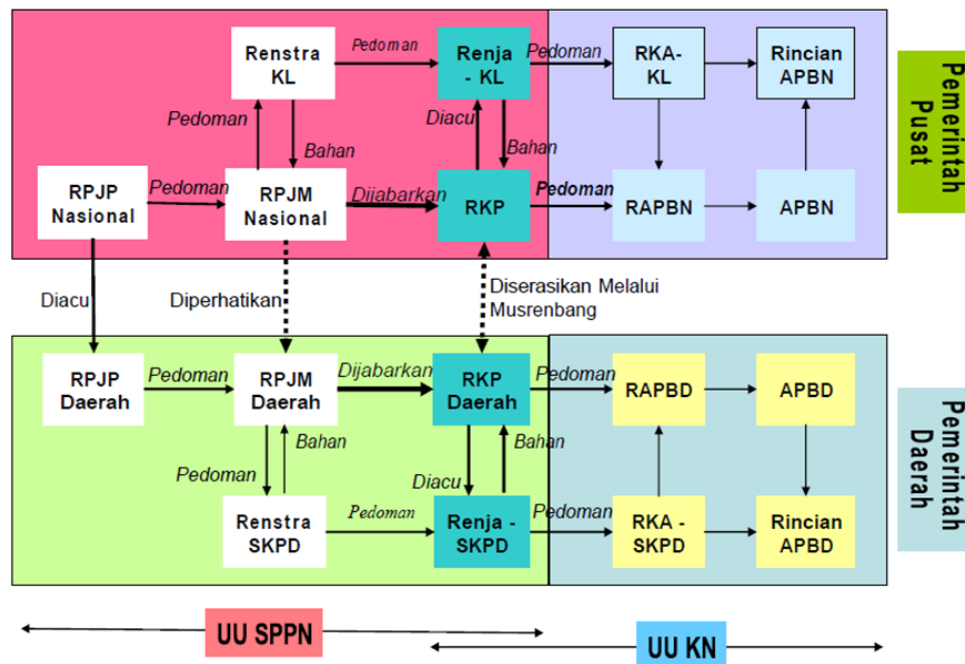 Renstra
KL
Pedoman
Renja
- KL
Pedoman
RKA-
KL
Rincian
APBN
Pedoman
Bahan
Diacu
Bahan
RPJP
Nasional
Pedoman
RPJM
Nasional
Dijabarkan
RKP
Pedoman
RAPBN
APBN
Pemerintah
Pusat
Diacu
Diperhatikan
Diserasikan Melalui
Musrenbang
RPJP
Daerah
Pedoman
RPJM
Daerah
Dijabarkan
RKP
Daerah
Pedoman
RAPBD
APBD
Pedoman
Bahan
Diacu
Bahan
Renstra
SKPD
Pedoman
Renja -
SKPD
Pedoman
RKA -
SKPD
Rincian
APBD
Pemerintah
Daerah
UU SPPN
UU KN